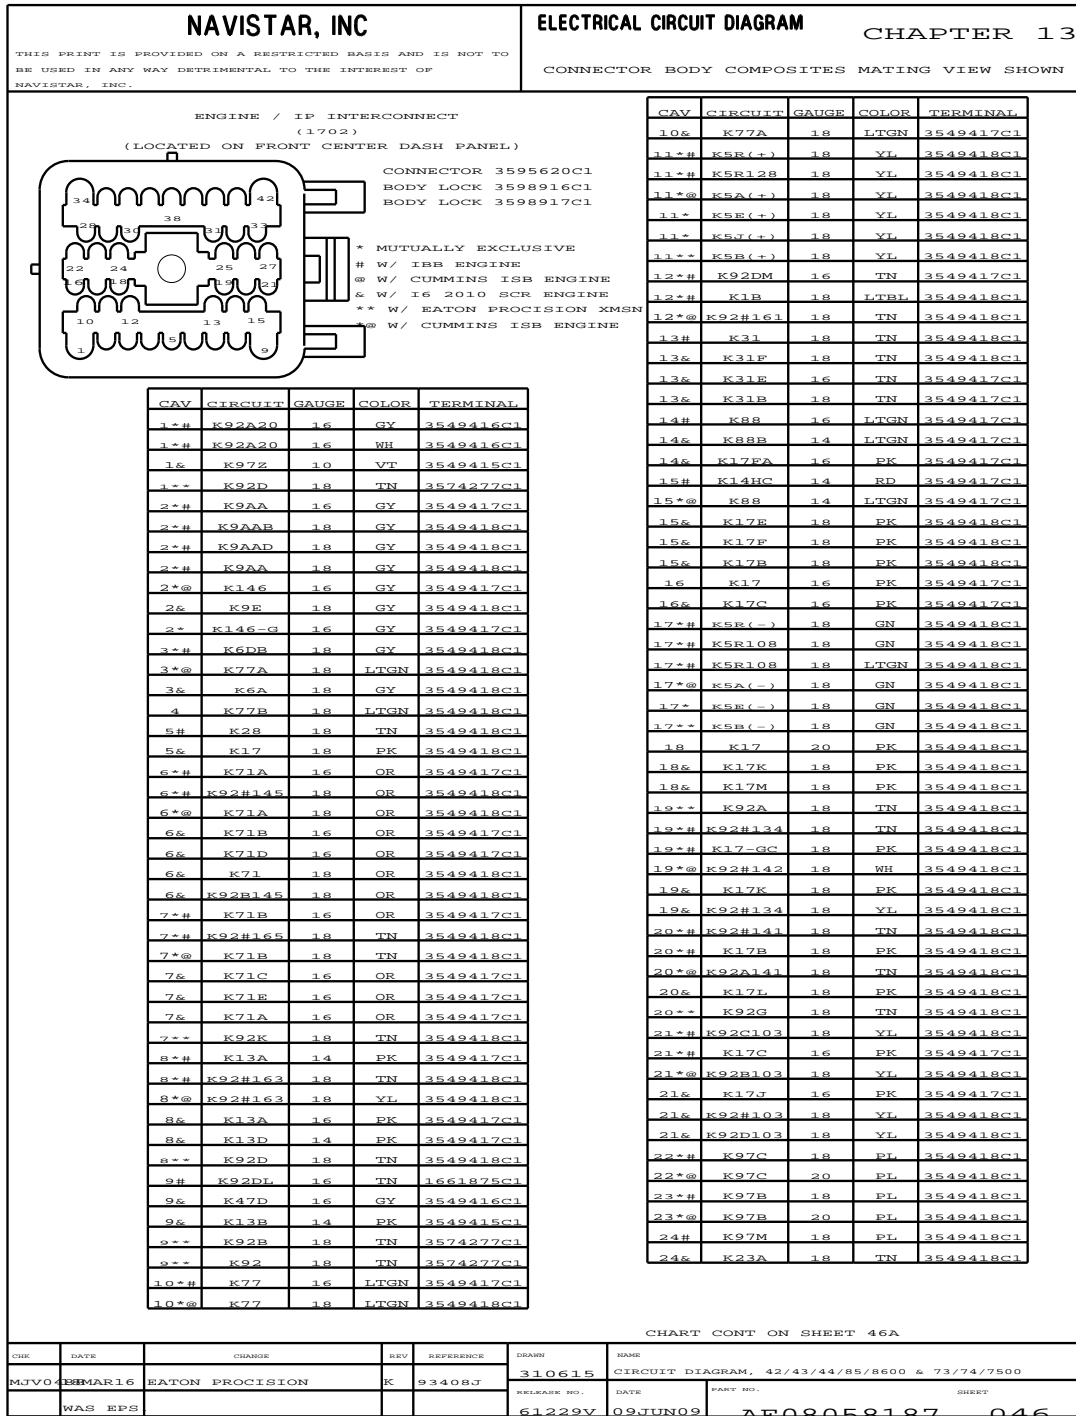 NAVISTAR, INC
THIS PRINT IS PROVIDED ON A RESTRICTED BASIS AND IS NOT TO
BE USED IN ANY WAY DETRIMENTAL TO THE INTEREST OF
NAVISTAR, INC.
ELECTRICAL CIRCUIT DIAGRAM
CHAPTER 13
CONNECTOR BODY COMPOSITES MATING VIEW SHOWN
ENGINE / IP INTERCONNECT
(1702)
(LOCATED ON FRONT CENTER DASH PANEL)
CONNECTOR 3595620C1
BODY LOCK 3598916C1
BODY LOCK 3598917C1
34 42
38
28 30 31 33
22 24 25 27
16 18 19 21
10 12 13 15
1 5 9
* MUTUALLY EXCLUSIVE
# W/ IBB ENGINE
@ W/ CUMMINS ISB ENGINE
& W/ I6 2010 SCR ENGINE
** W/ EATON PROCISION XMSN
*@ W/ CUMMINS ISB ENGINE
CAV CIRCUIT GAUGE COLOR TERMINAL
1*# K92A20 16 GY 3549416C1
1*# K92A20 16 WH 3549416C1
1& K97Z 10 VT 3549415C1
1** K92D 18 TN 3574277C1
2*# K9AA 16 GY 3549417C1
2*# K9AAB 18 GY 3549418C1
2*# K9AAD 18 GY 3549418C1
2*# K9AA 18 GY 3549418C1
2*@ K146 16 GY 3549417C1
2& K9E 18 GY 3549418C1
2* K146-G 16 GY 3549417C1
3*# K6DB 18 GY 3549418C1
3*@ K77A 18 LTGN 3549418C1
3& K6A 18 GY 3549418C1
4 K77B 18 LTGN 3549418C1
5# K28 18 TN 3549418C1
5& K17 18 PK 3549418C1
6*# K71A 16 OR 3549417C1
6*# K92#145 18 OR 3549418C1
6*@ K71A 18 OR 3549418C1
6& K71B 16 OR 3549417C1
6& K71D 16 OR 3549417C1
6& K71 18 OR 3549418C1
6& K92B145 18 OR 3549418C1
7*# K71B 16 OR 3549417C1
7*# K92#165 18 TN 3549418C1
7*@ K71B 18 TN 3549418C1
7& K71C 16 OR 3549417C1
7& K71E 16 OR 3549417C1
7& K71A 16 OR 3549417C1
7** K92K 18 TN 3549418C1
8*# K13A 14 PK 3549417C1
8*# K92#163 18 TN 3549418C1
8*@ K92#163 18 YL 3549418C1
8& K13A 16 PK 3549417C1
8& K13D 14 PK 3549417C1
8** K92D 18 TN 3549418C1
9# K92DL 16 TN 1661875C1
9& K47D 16 GY 3549416C1
9& K13B 14 PK 3549415C1
9** K92B 18 TN 3574277C1
9** K92 18 TN 3574277C1
10*# K77 16 LTGN 3549417C1
10*@ K77 18 LTGN 3549418C1
CAV CIRCUIT GAUGE COLOR TERMINAL
10& K77A 18 LTGN 3549417C1
11*# K5R(+) 18 YL 3549418C1
11*# K5R128 18 YL 3549418C1
11*@ K5A(+) 18 YL 3549418C1
11* K5E(+) 18 YL 3549418C1
11* K5J(+) 18 YL 3549418C1
11** K5B(+) 18 YL 3549418C1
12*# K92DM 16 TN 3549417C1
12*# K1B 18 LTBL 3549418C1
12*@ K92#161 18 TN 3549418C1
13# K31 18 TN 3549418C1
13& K31F 18 TN 3549418C1
13& K31E 16 TN 3549417C1
13& K31B 18 TN 3549417C1
14# K88 16 LTGN 3549417C1
14& K88B 14 LTGN 3549417C1
14& K17FA 16 PK 3549417C1
15# K14HC 14 RD 3549417C1
15*@ K88 14 LTGN 3549417C1
15& K17E 18 PK 3549418C1
15& K17F 18 PK 3549418C1
15& K17B 18 PK 3549418C1
16 K17 16 PK 3549417C1
16& K17C 16 PK 3549417C1
17*# K5R(-) 18 GN 3549418C1
17*# K5R108 18 GN 3549418C1
17*# K5R108 18 LTGN 3549418C1
17*@ K5A(-) 18 GN 3549418C1
17* K5E(-) 18 GN 3549418C1
17** K5B(-) 18 GN 3549418C1
18 K17 20 PK 3549418C1
18& K17K 18 PK 3549418C1
18& K17M 18 PK 3549418C1
19** K92A 18 TN 3549418C1
19*# K92#134 18 TN 3549418C1
19*# K17-GC 18 PK 3549418C1
19*@ K92#142 18 WH 3549418C1
19& K17K 18 PK 3549418C1
19& K92#134 18 YL 3549418C1
20*# K92#141 18 TN 3549418C1
20*# K17B 18 PK 3549418C1
20*@ K92A141 18 TN 3549418C1
20& K17L 18 PK 3549418C1
20** K92G 18 TN 3549418C1
21*# K92C103 18 YL 3549418C1
21*# K17C 16 PK 3549417C1
21*@ K92B103 18 YL 3549418C1
21& K17J 16 PK 3549417C1
21& K92#103 18 YL 3549418C1
21& K92D103 18 YL 3549418C1
22*# K97C 18 PL 3549418C1
22*@ K97C 20 PL 3549418C1
23*# K97B 18 PL 3549418C1
23*@ K97B 20 PL 3549418C1
24# K97M 18 PL 3549418C1
24& K23A 18 TN 3549418C1
CHART CONT ON SHEET 46A
CHK DATE CHANGE REV REFERENCE
EATON PROCISION K 93408J
WAS EPS
DRAWN
310615
NAME
CIRCUIT DIAGRAM, 42/43/44/85/8600 & 73/74/7500
RELEASE NO.
61229V
DATE
09JUN09
PART NO.
AF08058187
SHEET
046